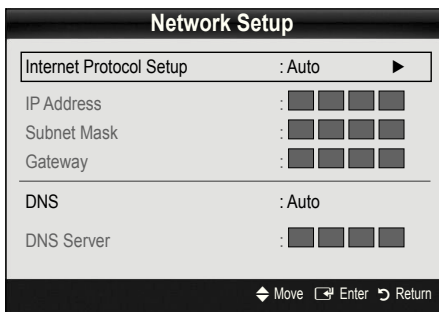 Network Setup
Internet Protocol Setup : Auto ►
IP Address :
Subnet Mask :
Gateway :
DNS : Auto
DNS Server :
Move Enter Return